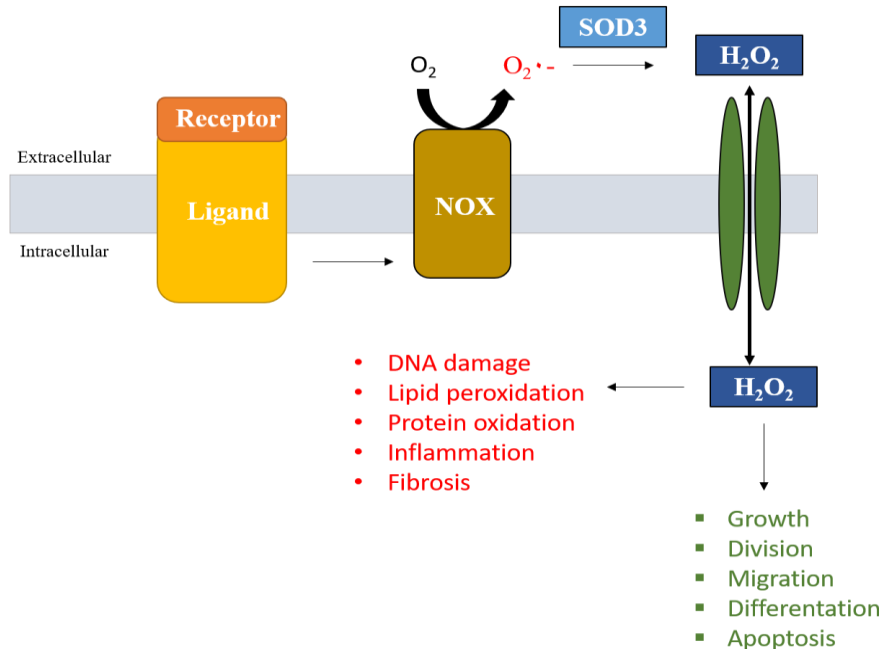 SOD3
O₂
O₂•-
H₂O₂
Receptor
Extracellular
Ligand
NOX
Intracellular
H₂O₂
• DNA damage
• Lipid peroxidation
• Protein oxidation
• Inflammation
• Fibrosis
▪ Growth
▪ Division
▪ Migration
▪ Differentation
▪ Apoptosis